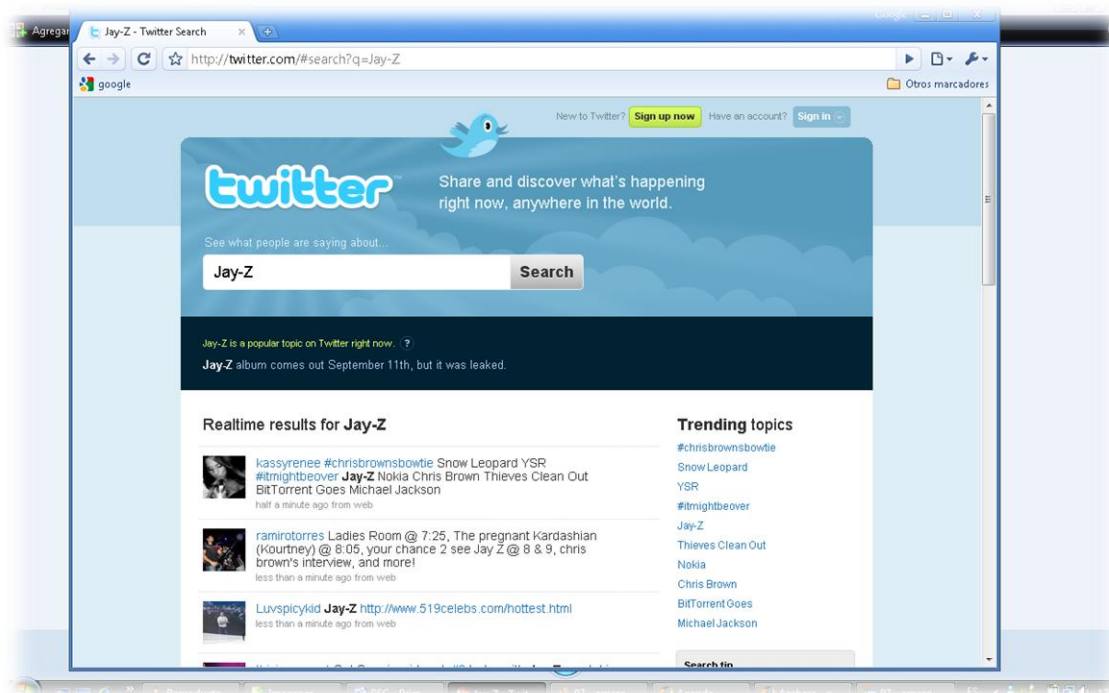 Agregar
Jay-Z - Twitter Search
http://twitter.com/#search?q=Jay-Z
google
Otros marcadores
New to Twitter? Sign up now Have an account? Sign in
twitter
Share and discover what's happening
right now, anywhere in the world.
See what people are saying about...
Jay-Z
Search
Jay-Z is a popular topic on Twitter right now. ?
Jay-Z album comes out September 11th, but it was leaked.
Realtime results for Jay-Z
kassyrenee #chrisbrownsbowtie Snow Leopard YSR
#itmightbeover Jay-Z Nokia Chris Brown Thieves Clean Out
BitTorrent Goes Michael Jackson
half a minute ago from web
ramirotorres Ladies Room @ 7:25, The pregnant Kardashian
(Kourtney) @ 8:05, your chance 2 see Jay Z @ 8 & 9, chris
brown's interview, and more!
less than a minute ago from web
Luvspicykid Jay-Z http://www.519celebs.com/hottest.html
less than a minute ago from web
Trending topics
#chrisbrownsbowtie
Snow Leopard
YSR
#itmightbeover
Jay-Z
Thieves Clean Out
Nokia
Chris Brown
BitTorrent Goes
Michael Jackson
Search tip